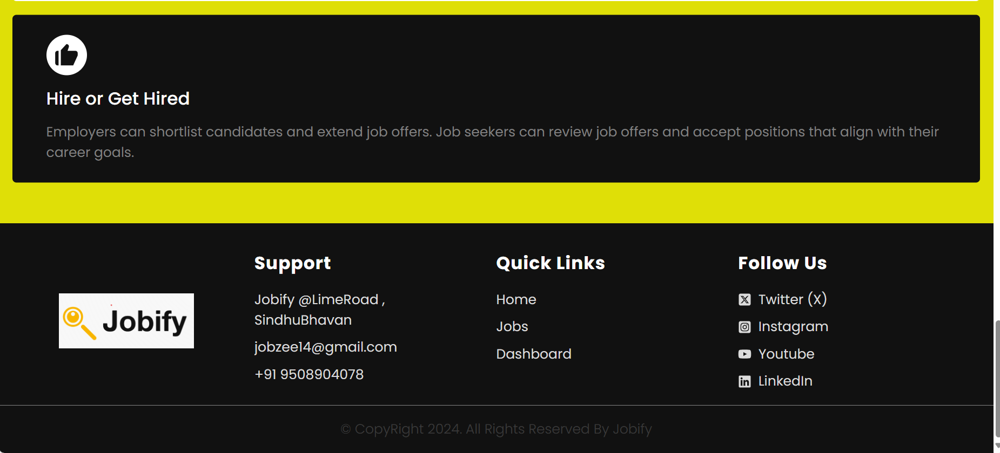 Hire or Get Hired
Employers can shortlist candidates and extend job offers. Job seekers can review job offers and accept positions that align with their
career goals.
Jobify
Support
Jobify @LimeRoad ,
SindhuBhavan
jobzee14@gmail.com
+91 9508904078
Quick Links
Home
Jobs
Dashboard
Follow Us
Twitter (X)
Instagram
Youtube
LinkedIn
© CopyRight 2024. All Rights Reserved By Jobify